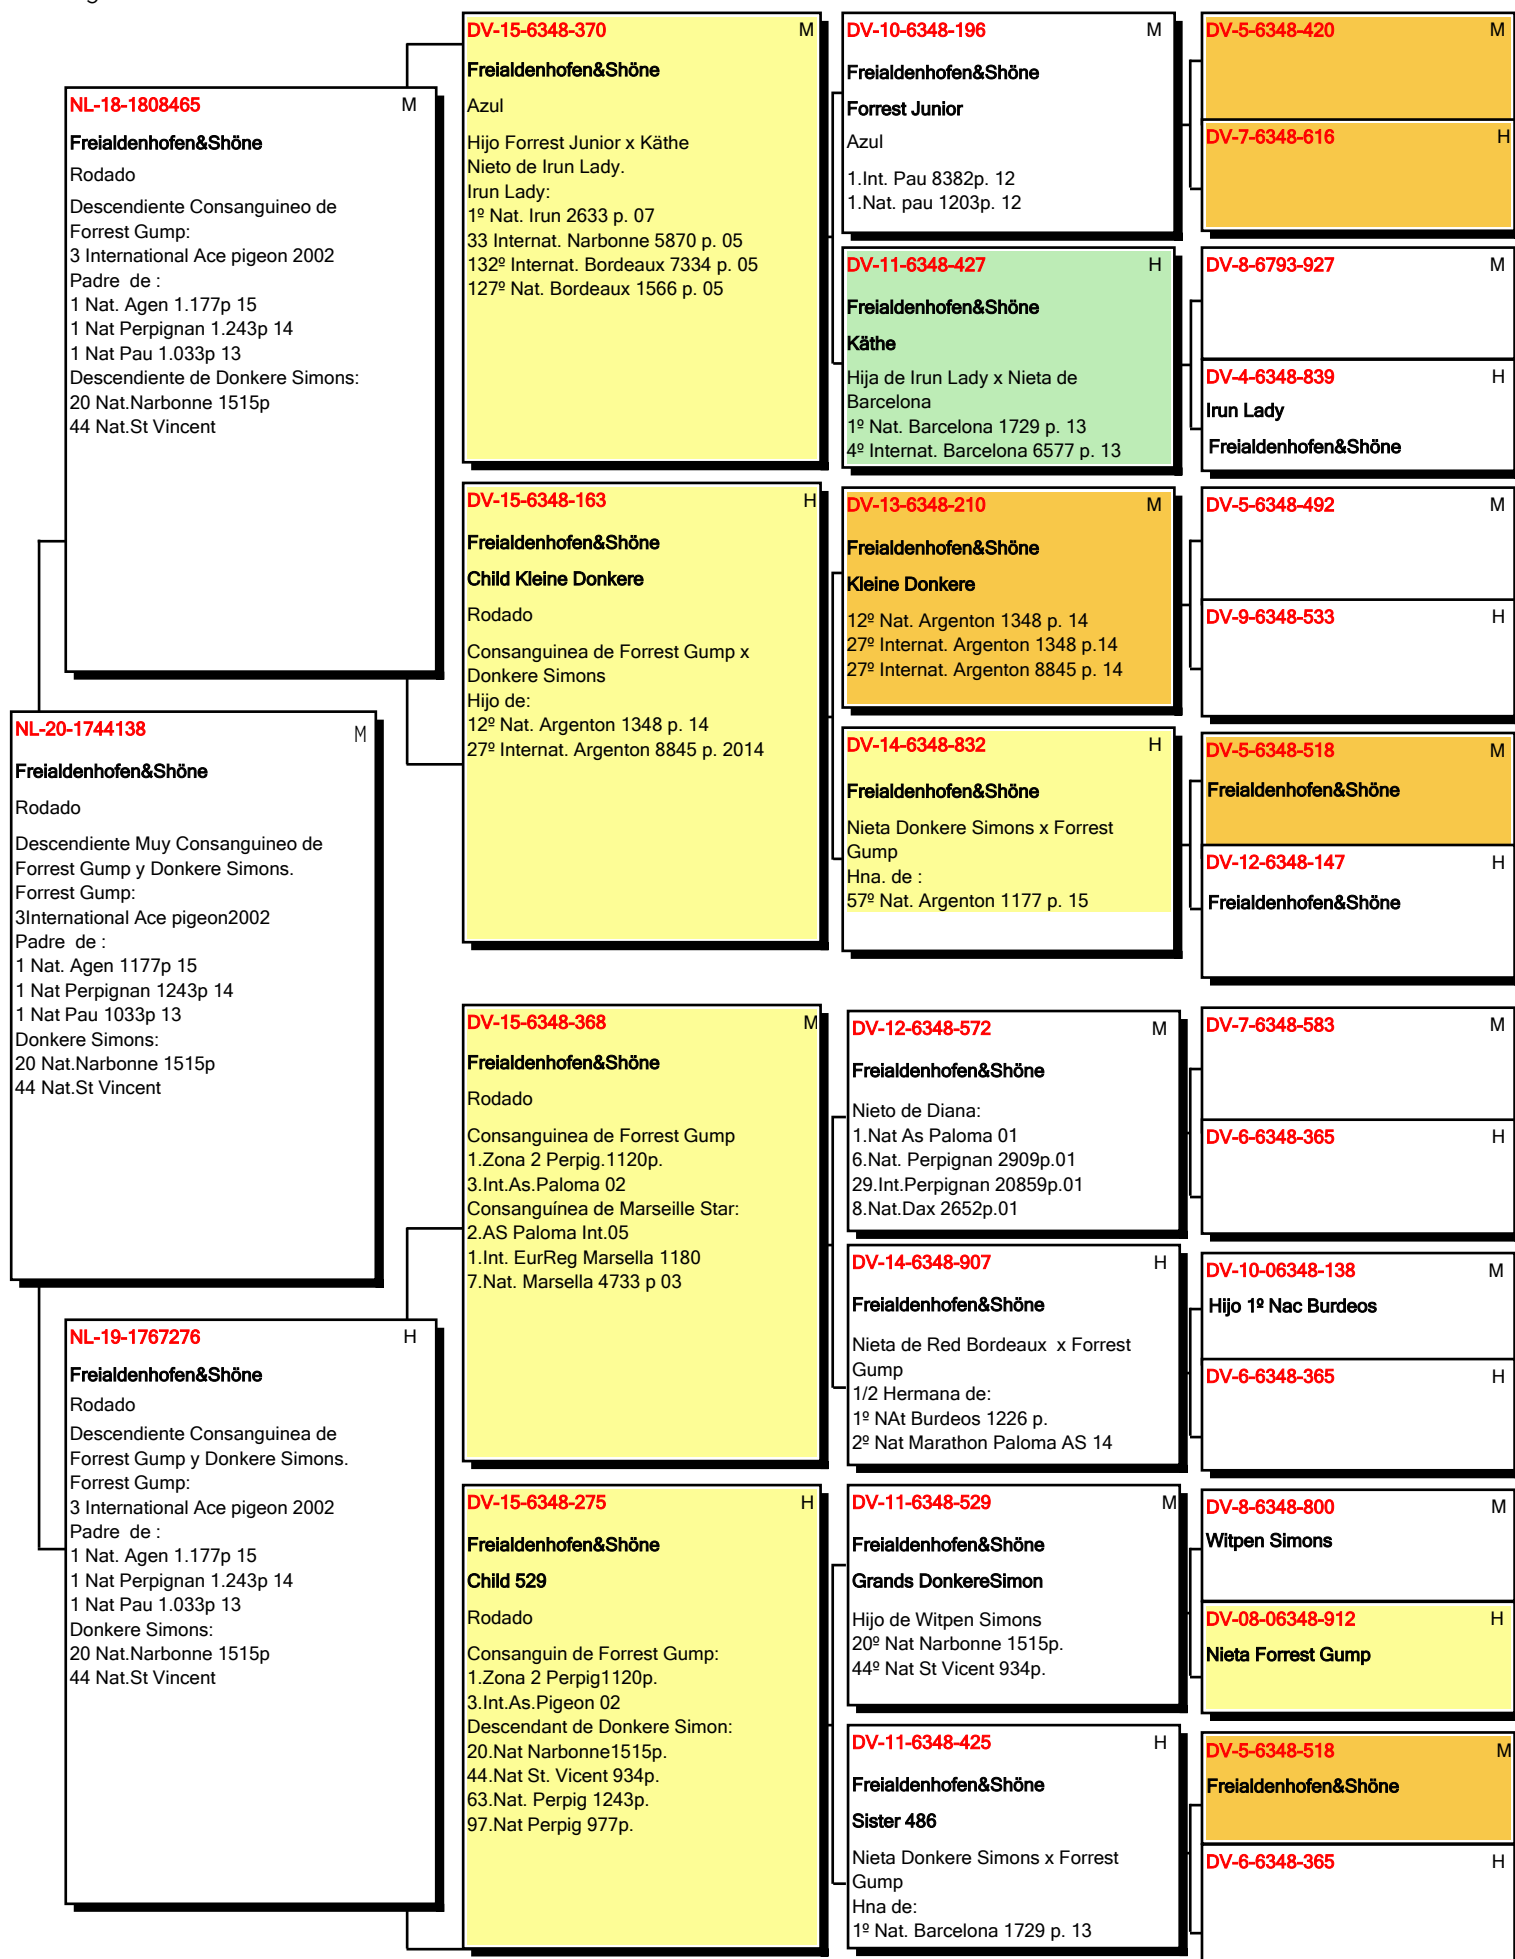 NL-20-1744138 M
Freialdenhofen&Shöne
Rodado
Descendiente Muy Consanguineo de
Forrest Gump y Donkere Simons.
Forrest Gump:
3International Ace pigeon2002
Padre de :
1 Nat. Agen 1177p 15
1 Nat Perpignan 1243p 14
1 Nat Pau 1033p 13
Donkere Simons:
20 Nat.Narbonne 1515p
44 Nat.St Vincent
NL-18-1808465 M
Freialdenhofen&Shöne
Rodado
Descendiente Consanguineo de
Forrest Gump:
3 International Ace pigeon 2002
Padre de :
1 Nat. Agen 1.177p 15
1 Nat Perpignan 1.243p 14
1 Nat Pau 1.033p 13
Descendiente de Donkere Simons:
20 Nat.Narbonne 1515p
44 Nat.St Vincent
NL-19-1767276 H
Freialdenhofen&Shöne
Rodado
Descendiente Consanguinea de
Forrest Gump y Donkere Simons.
Forrest Gump:
3 International Ace pigeon 2002
Padre de :
1 Nat. Agen 1.177p 15
1 Nat Perpignan 1.243p 14
1 Nat Pau 1.033p 13
Donkere Simons:
20 Nat.Narbonne 1515p
44 Nat.St Vincent
DV-15-6348-370 M
Freialdenhofen&Shöne
Azul
Hijo Forrest Junior x Käthe
Nieto de Irun Lady.
Irun Lady:
1º Nat. Irun 2633 p. 07
33 Internat. Narbonne 5870 p. 05
132º Internat. Bordeaux 7334 p. 05
127º Nat. Bordeaux 1566 p. 05
DV-15-6348-163 H
Freialdenhofen&Shöne
Child Kleine Donkere
Rodado
Consanguinea de Forrest Gump x
Donkere Simons
Hijo de:
12º Nat. Argenton 1348 p. 14
27º Internat. Argenton 8845 p. 2014
DV-15-6348-368 M
Freialdenhofen&Shöne
Rodado
Consanguinea de Forrest Gump
1.Zona 2 Perpig.1120p.
3.Int.As.Paloma 02
Consanguínea de Marseille Star:
2.AS Paloma Int.05
1.Int. EurReg Marsella 1180
7.Nat. Marsella 4733 p 03
DV-15-6348-275 H
Freialdenhofen&Shöne
Child 529
Rodado
Consanguin de Forrest Gump:
1.Zona 2 Perpig1120p.
3.Int.As.Pigeon 02
Descendant de Donkere Simon:
20.Nat Narbonne1515p.
44.Nat St. Vicent 934p.
63.Nat. Perpig 1243p.
97.Nat Perpig 977p.
DV-10-6348-196 M
Freialdenhofen&Shöne
Forrest Junior
Azul
1.Int. Pau 8382p. 12
1.Nat. pau 1203p. 12
DV-11-6348-427 H
Freialdenhofen&Shöne
Käthe
Hija de Irun Lady x Nieta de
Barcelona
1º Nat. Barcelona 1729 p. 13
4º Internat. Barcelona 6577 p. 13
DV-13-6348-210 M
Freialdenhofen&Shöne
Kleine Donkere
12º Nat. Argenton 1348 p. 14
27º Internat. Argenton 1348 p.14
27º Internat. Argenton 8845 p. 14
DV-14-6348-832 H
Freialdenhofen&Shöne
Nieta Donkere Simons x Forrest
Gump
Hna. de :
57º Nat. Argenton 1177 p. 15
DV-12-6348-572 M
Freialdenhofen&Shöne
Nieto de Diana:
1.Nat As Paloma 01
6.Nat. Perpignan 2909p.01
29.Int.Perpignan 20859p.01
8.Nat.Dax 2652p.01
DV-14-6348-907 H
Freialdenhofen&Shöne
Nieta de Red Bordeaux x Forrest
Gump
1/2 Hermana de:
1º NAt Burdeos 1226 p.
2º Nat Marathon Paloma AS 14
DV-11-6348-529 M
Freialdenhofen&Shöne
Grands DonkereSimon
Hijo de Witpen Simons
20º Nat Narbonne 1515p.
44º Nat St Vicent 934p.
DV-11-6348-425 H
Freialdenhofen&Shöne
Sister 486
Nieta Donkere Simons x Forrest
Gump
Hna de:
1º Nat. Barcelona 1729 p. 13
DV-5-6348-420 M
DV-7-6348-616 H
DV-8-6793-927 M
DV-4-6348-839 H
Irun Lady
Freialdenhofen&Shöne
DV-5-6348-492 M
DV-9-6348-533 H
DV-5-6348-518 M
Freialdenhofen&Shöne
DV-12-6348-147 H
Freialdenhofen&Shöne
DV-7-6348-583 M
DV-6-6348-365 H
DV-10-06348-138 M
Hijo 1º Nac Burdeos
DV-6-6348-365 H
DV-8-6348-800 M
Witpen Simons
DV-08-06348-912 H
Nieta Forrest Gump
DV-5-6348-518 M
Freialdenhofen&Shöne
DV-6-6348-365 H